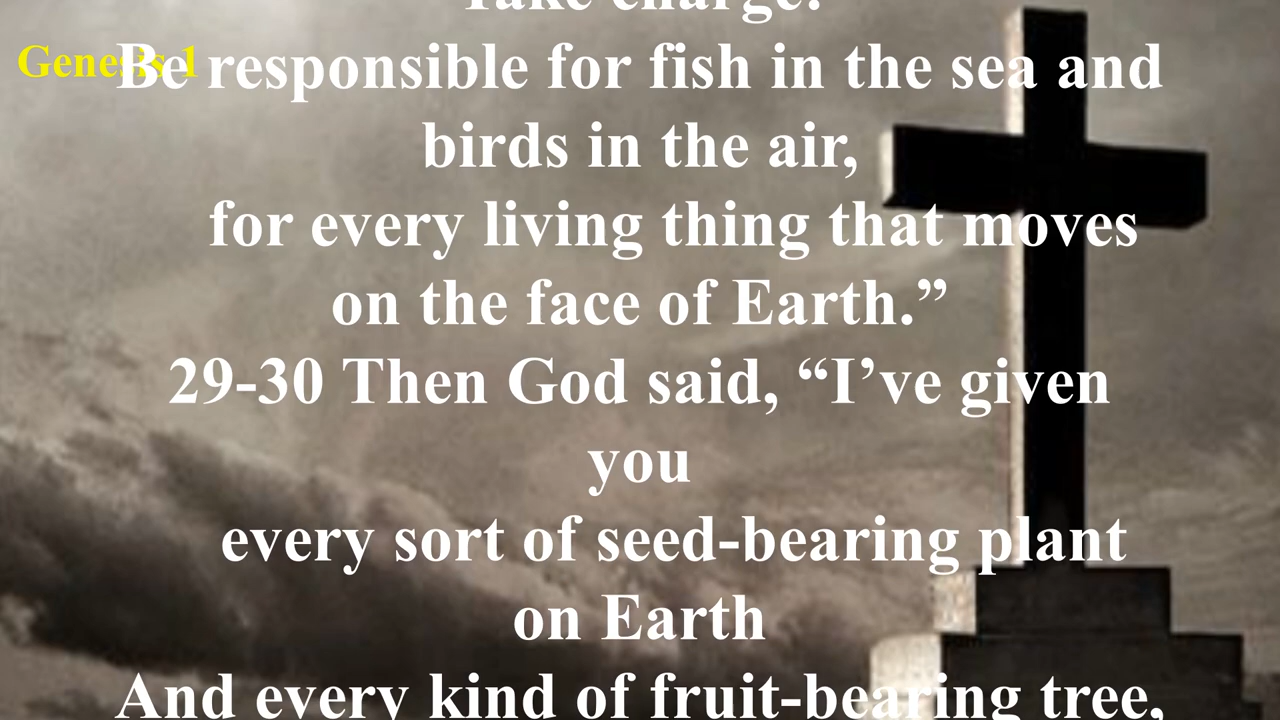 Take charge!
Genesis 1
Be responsible for fish in the sea and
birds in the air,
for every living thing that moves
on the face of Earth.”
29-30 Then God said, “I’ve given
you
every sort of seed-bearing plant
on Earth
And every kind of fruit-bearing tree,